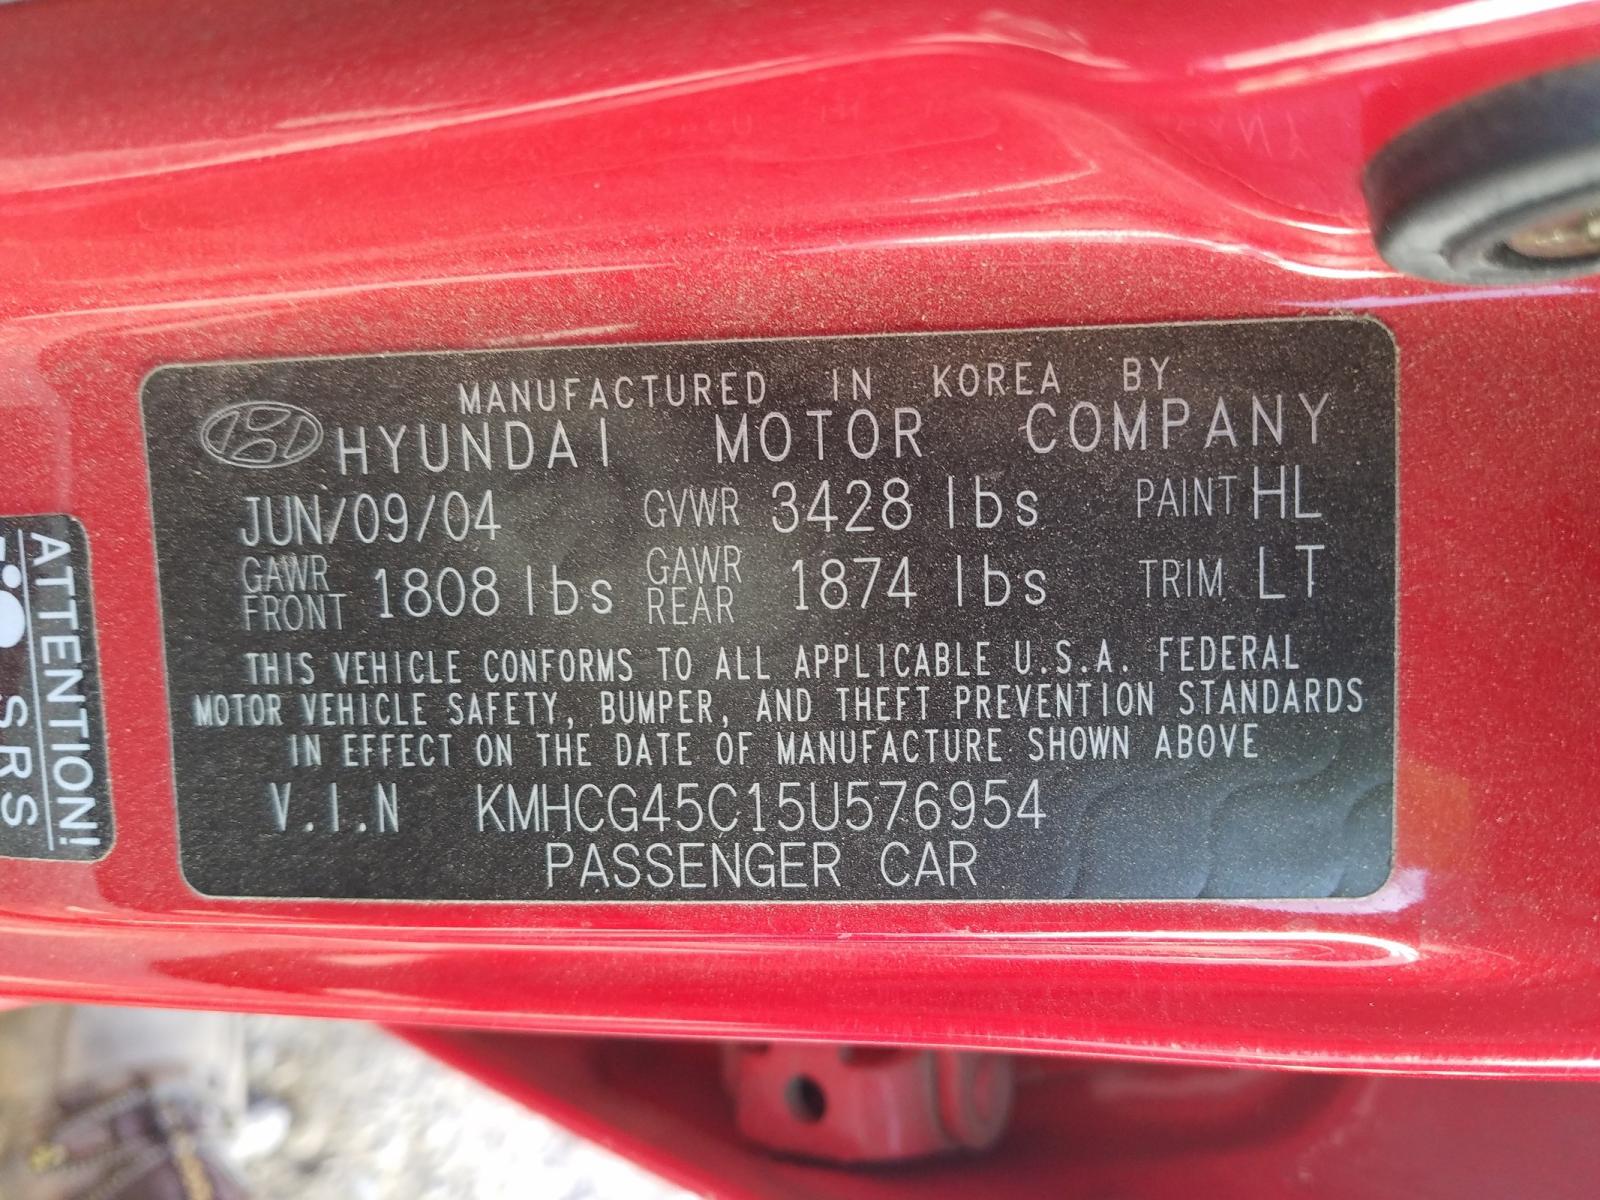 MANUFACTURED IN KOREA BY
HYUNDAI MOTOR COMPANY
JUN/09/04 GVWR 3428 lbs PAINT HL
GAWR FRONT 1808 lbs GAWR REAR 1874 lbs TRIM LT
THIS VEHICLE CONFORMS TO ALL APPLICABLE U.S.A. FEDERAL
MOTOR VEHICLE SAFETY, BUMPER, AND THEFT PREVENTION STANDARDS
IN EFFECT ON THE DATE OF MANUFACTURE SHOWN ABOVE
V.I.N KMHCG45C15U576954
PASSENGER CAR
ATTENTION!
SRS